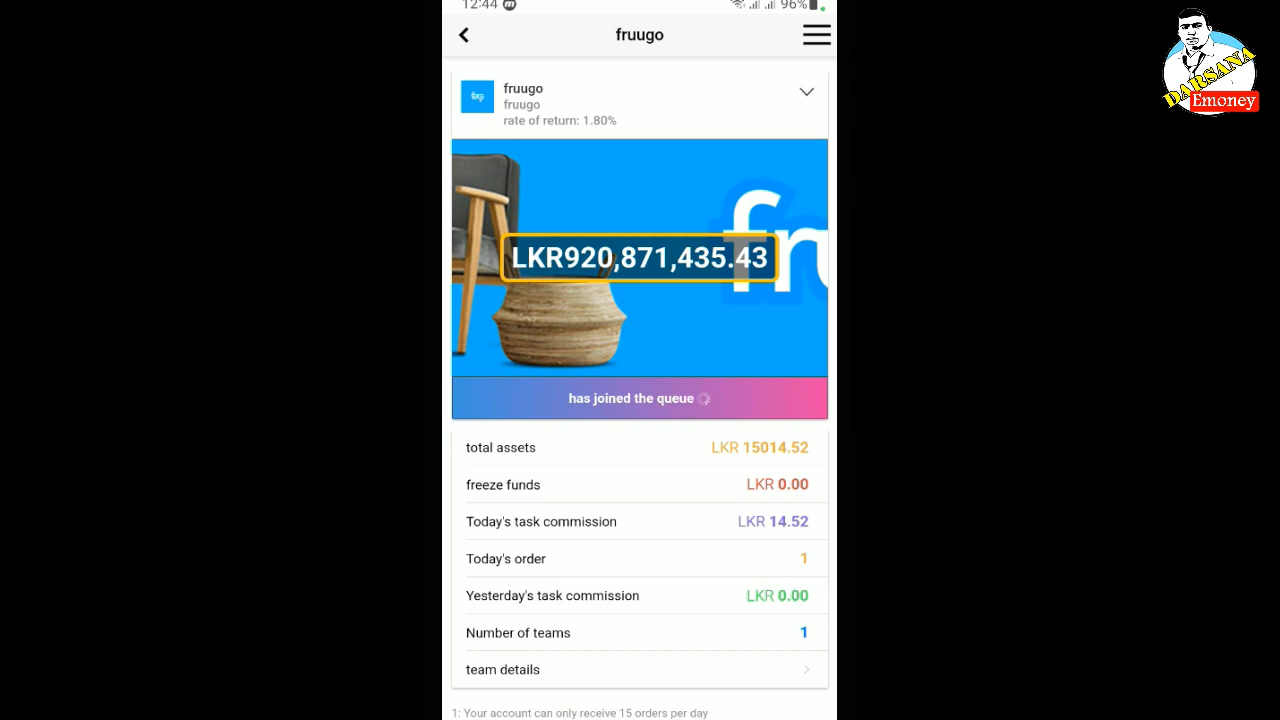 12:44
96%
fruugo
fruugo
fruugo
rate of return: 1.80%
fru
LKR920,871,435.43
has joined the queue
total assets LKR 15014.52
freeze funds LKR 0.00
Today's task commission LKR 14.52
Today's order 1
Yesterday's task commission LKR 0.00
Number of teams 1
team details
1: Your account can only receive 15 orders per day
DARSANA
Emoney